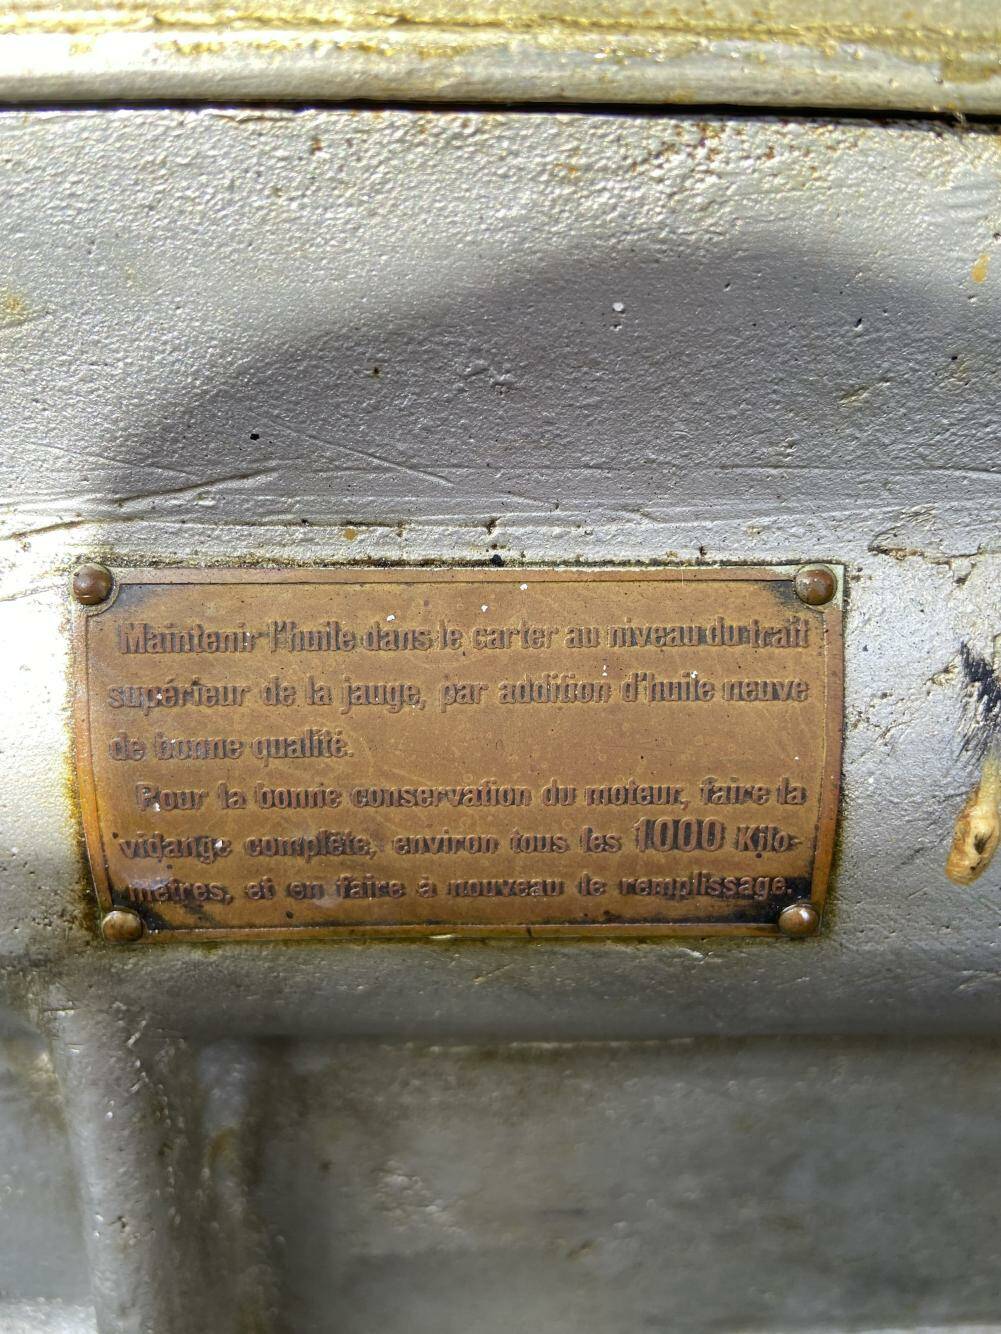 Maintenir l'huile dans le carter au niveau du trait
supérieur de la jauge, par addition d'huile neuve
de bonne qualité.
Pour la bonne conservation du moteur, faire la
vidange complète, environ tous les 1000 Kilo-
mètres, et en faire à nouveau le remplissage.